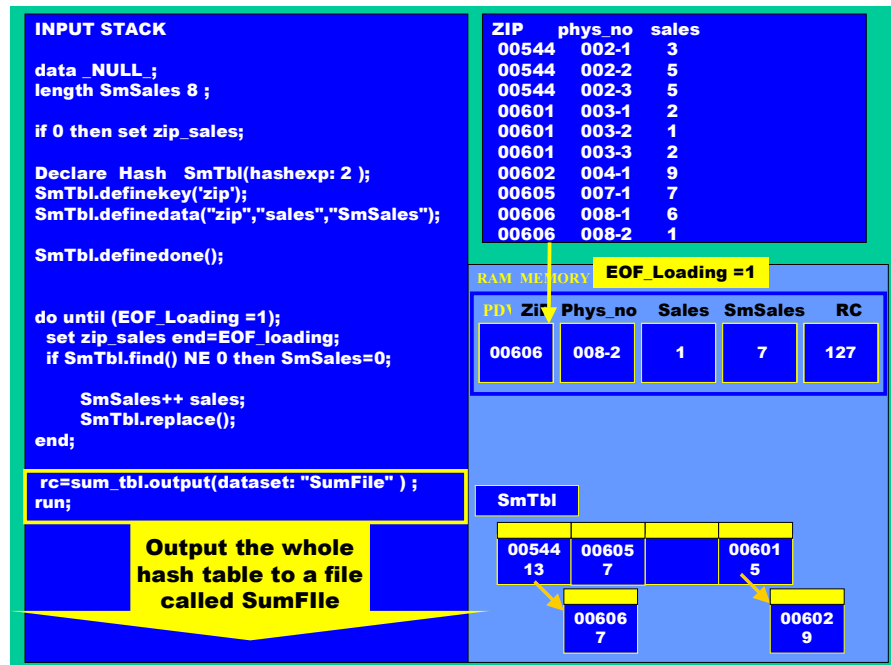 INPUT STACK
data _NULL_;
length SmSales 8 ;
if 0 then set zip_sales;
Declare Hash SmTbl(hashexp: 2 );
SmTbl.definekey('zip');
SmTbl.definedata("zip","sales","SmSales");
SmTbl.definedone();
do until (EOF_Loading =1);
set zip_sales end=EOF_loading;
if SmTbl.find() NE 0 then SmSales=0;
SmSales++ sales;
SmTbl.replace();
end;
rc=sum_tbl.output(dataset: "SumFile" ) ;
run;
Output the whole
hash table to a file
called SumFIle
ZIP phys_no sales
00544 002-1 3
00544 002-2 5
00544 002-3 5
00601 003-1 2
00601 003-2 1
00601 003-3 2
00602 004-1 9
00605 007-1 7
00606 008-1 6
00606 008-2 1
RAM MEMORY
EOF_Loading =1
PDV ZiP Phys_no Sales SmSales RC
00606 008-2 1 7 127
SmTbl
00544 00605 00601
13 7 5
00606 00602
7 9